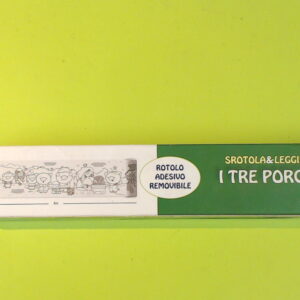 ROTOLO
ADESIVO
REMOVIBILE
SROTOLA&LEGGI
I TRE PORC